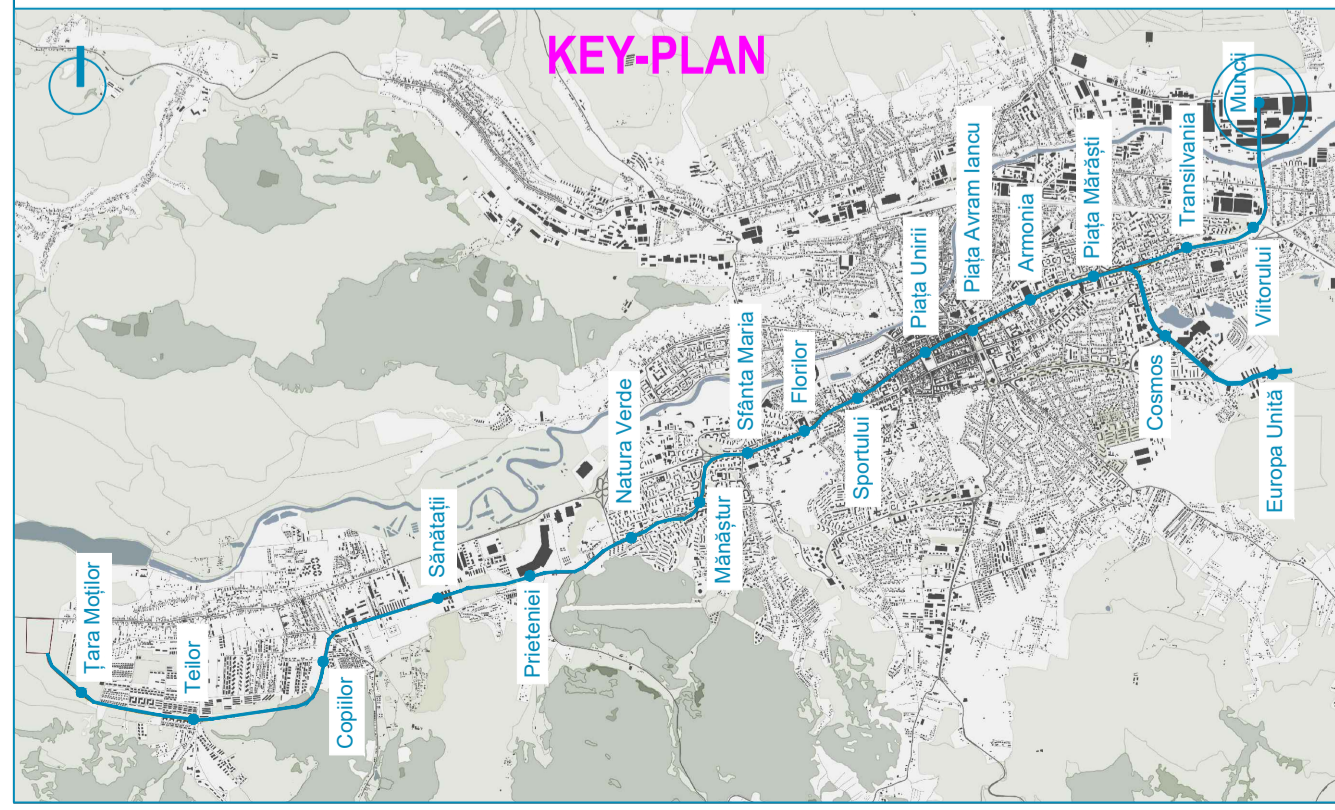 KEY-PLAN
Țara Moților
Teilor
Copiilor
Sănătații
Prieteniei
Natura Verde
Mănăștur
Sfânta Maria
Florilor
Sportului
Piața Unirii
Piața Avram Iancu
Armonia
Piața Mărăști
Transilvania
Viitorului
Muncii
Cosmos
Europa Unită